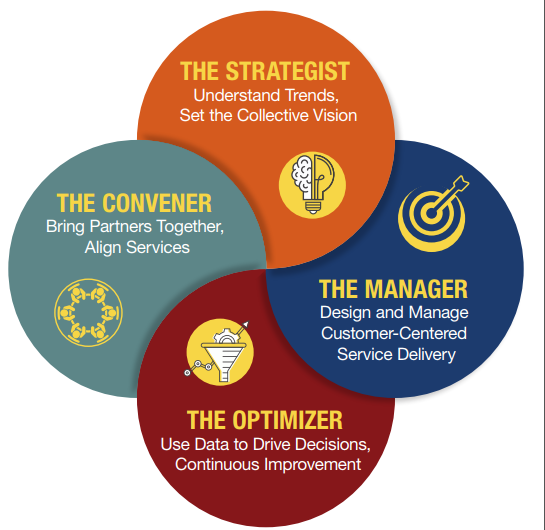 THE STRATEGIST
Understand Trends,
Set the Collective Vision
THE CONVENER
Bring Partners Together,
Align Services
THE MANAGER
Design and Manage
Customer-Centered
Service Delivery
THE OPTIMIZER
Use Data to Drive Decisions,
Continuous Improvement